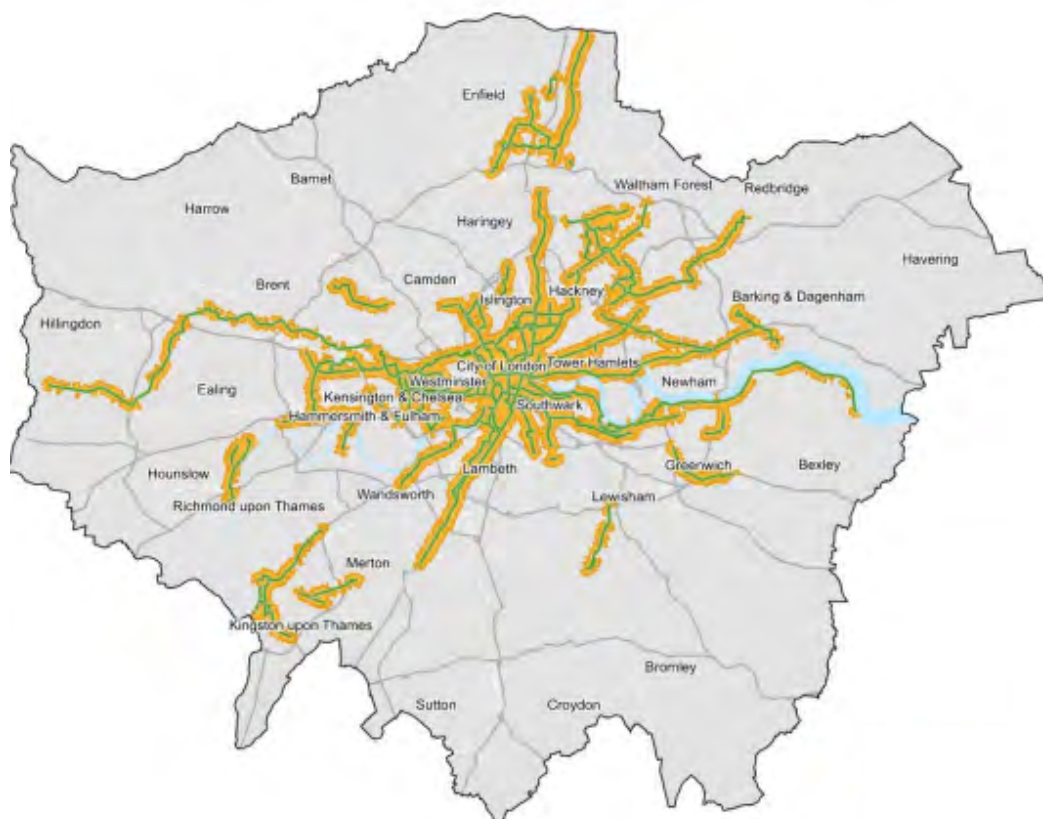 Enfield
Barnet
Waltham Forest
Redbridge
Harrow
Haringey
Havering
Brent
Camden
Islington
Hackney
Barking & Dagenham
Hillingdon
City of London
Tower Hamlets
Ealing
Westminster
Newham
Kensington & Chelsea
Southwark
Hammersmith & Fulham
Hounslow
Lambeth
Greenwich
Bexley
Wandsworth
Lewisham
Richmond upon Thames
Merton
Kingston upon Thames
Bromley
Sutton
Croydon